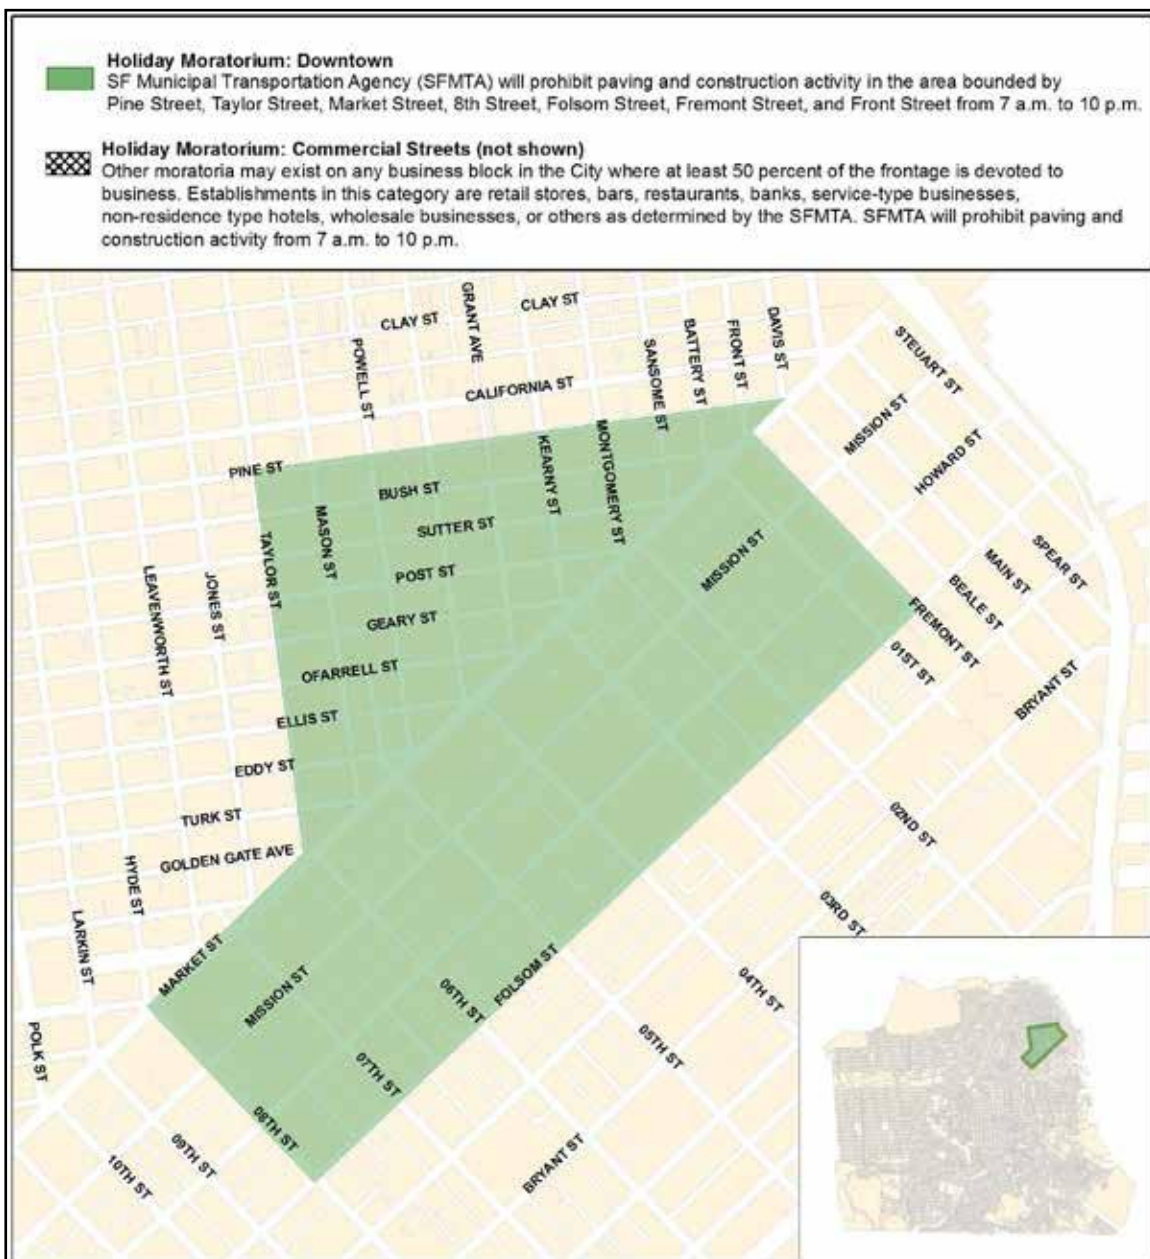 Holiday Moratorium: Downtown
SF Municipal Transportation Agency (SFMTA) will prohibit paving and construction activity in the area bounded by
Pine Street, Taylor Street, Market Street, 8th Street, Folsom Street, Fremont Street, and Front Street from 7 a.m. to 10 p.m.
Holiday Moratorium: Commercial Streets (not shown)
Other moratoria may exist on any business block in the City where at least 50 percent of the frontage is devoted to
business. Establishments in this category are retail stores, bars, restaurants, banks, service-type businesses,
non-residence type hotels, wholesale businesses, or others as determined by the SFMTA. SFMTA will prohibit paving and
construction activity from 7 a.m. to 10 p.m.
CLAY ST
GRANT AVE
CLAY ST
POWELL ST
SANSOME ST
BATTERY ST
FRONT ST
DAVIS ST
STEUART ST
CALIFORNIA ST
MISSION ST
HOWARD ST
PINE ST
BUSH ST
KEARNY ST
MONTGOMERY ST
MASON ST
SUTTER ST
TAYLOR ST
POST ST
MISSION ST
SPEAR ST
MAIN ST
BEALE ST
FREMONT ST
01ST ST
LEAVENWORTH ST
JONES ST
GEARY ST
OFARRELL ST
BRYANT ST
ELLIS ST
EDDY ST
TURK ST
GOLDEN GATE AVE
02ND ST
HYDE ST
LARKIN ST
03RD ST
MARKET ST
MISSION ST
06TH ST
FOLSOM ST
04TH ST
POLK ST
07TH ST
05TH ST
08TH ST
09TH ST
10TH ST
BRYANT ST